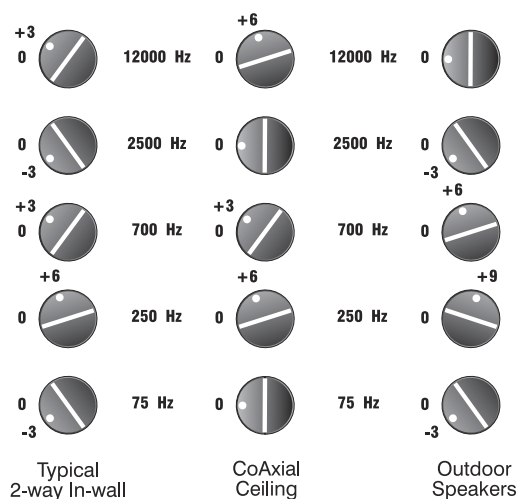 +3
0
12000 Hz
+6
0
12000 Hz
0
0
-3
2500 Hz
0
2500 Hz
0
-3
+3
0
700 Hz
+3
0
700 Hz
+6
0
+6
0
250 Hz
+6
0
250 Hz
+9
0
0
-3
75 Hz
0
75 Hz
0
-3
Typical
2-way In-wall
CoAxial
Ceiling
Outdoor
Speakers